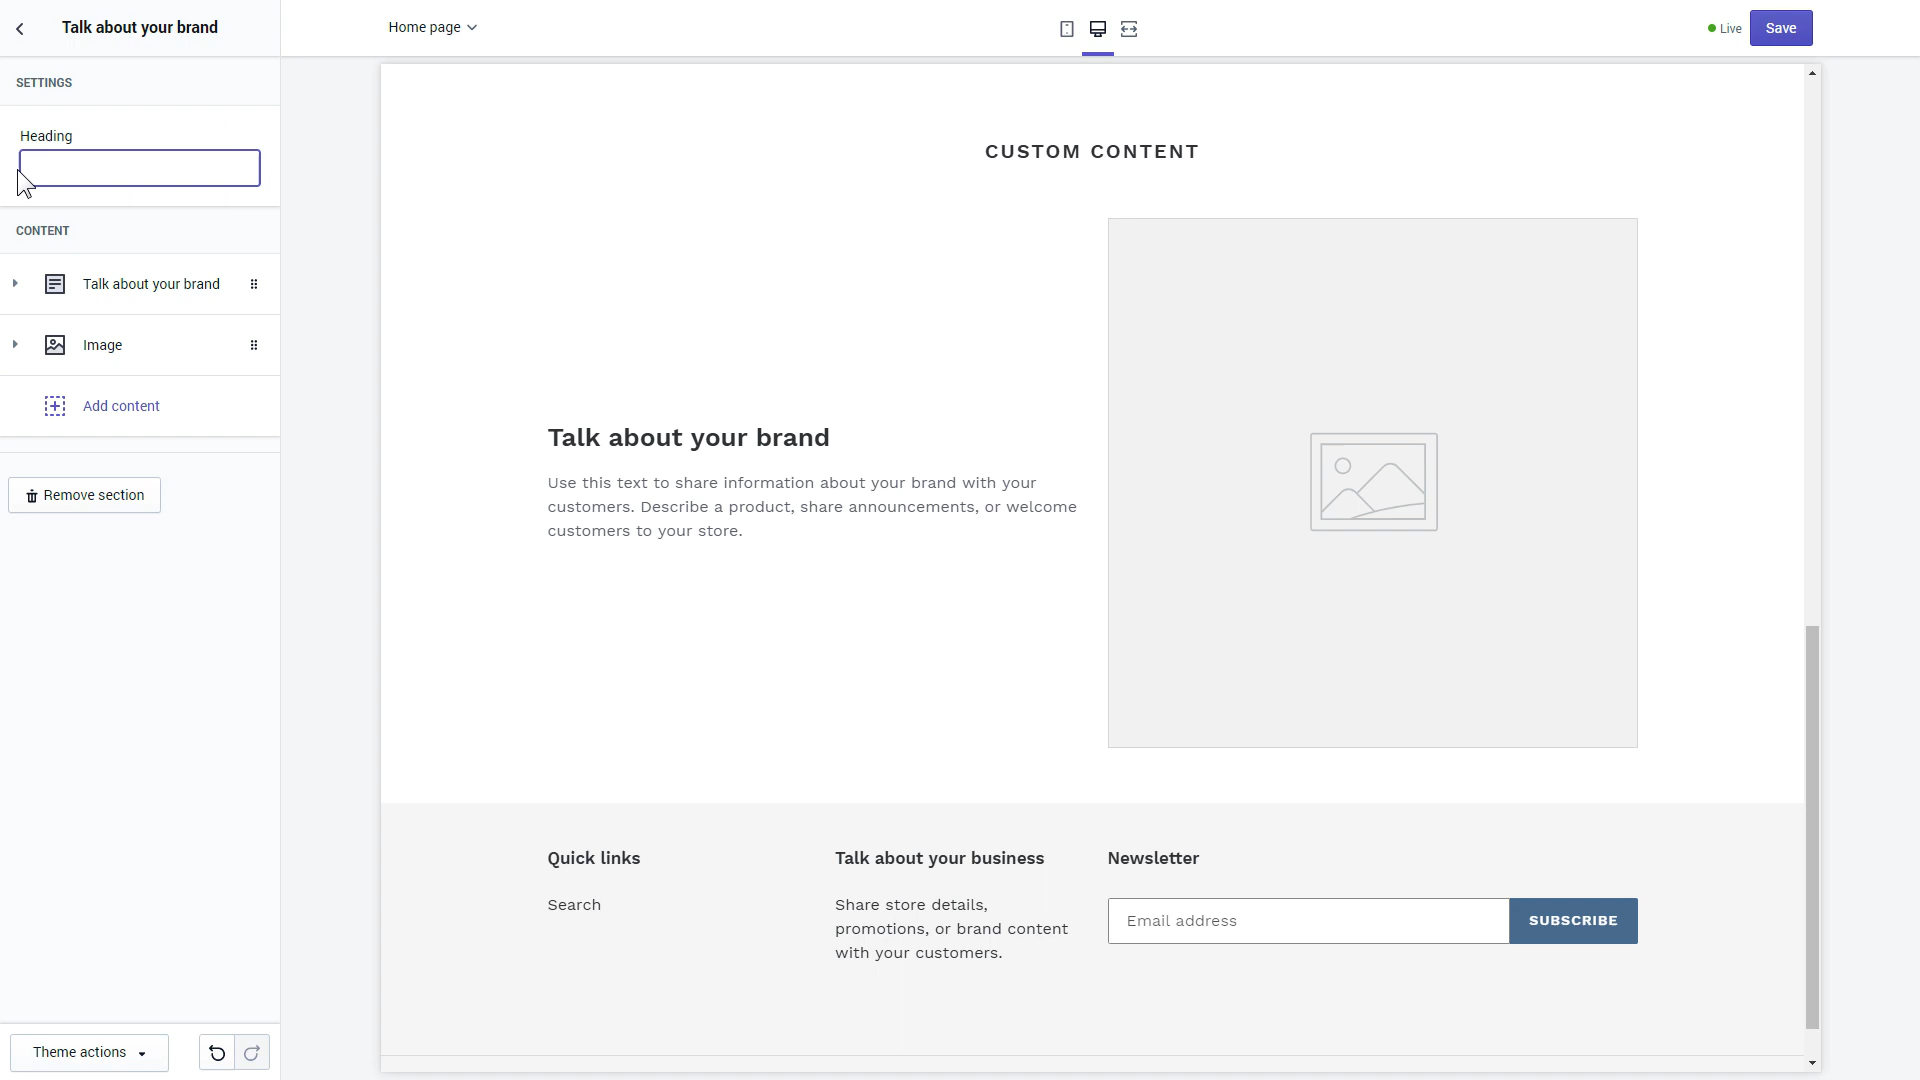 Talk about your brand
Home page
Live
Save
SETTINGS
Heading
CONTENT
Talk about your brand
Image
Add content
Remove section
Theme actions
CUSTOM CONTENT
Talk about your brand
Use this text to share information about your brand with your
customers. Describe a product, share announcements, or welcome
customers to your store.
Quick links
Search
Talk about your business
Share store details,
promotions, or brand content
with your customers.
Newsletter
Email address
SUBSCRIBE